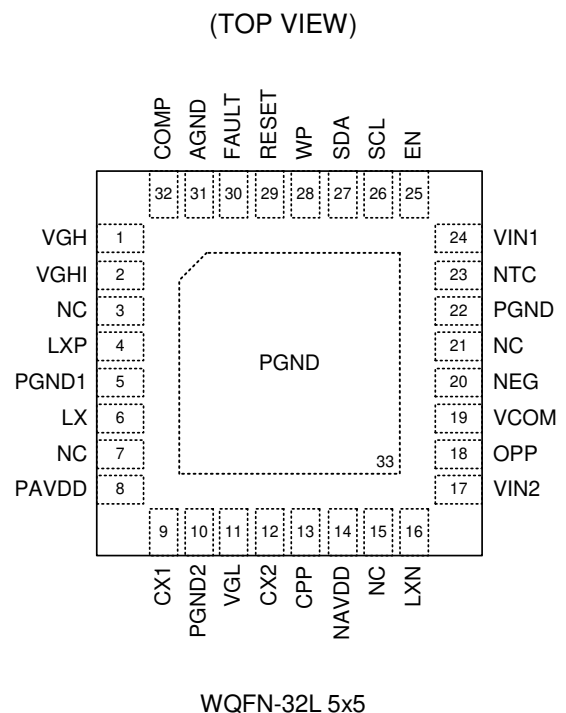 (TOP VIEW)
COMP
AGND
FAULT
RESET
WP
SDA
SCL
EN
32 31 30 29 28 27 26 25
VGH 1
VGHI 2
NC 3
LXP 4
PGND1 5
LX 6
NC 7
PAVDD 8
24 VIN1
23 NTC
22 PGND
21 NC
20 NEG
19 VCOM
18 OPP
17 VIN2
PGND
33
9 10 11 12 13 14 15 16
CX1
PGND2
VGL
CX2
CPP
NAVDD
NC
LXN
WQFN-32L 5x5